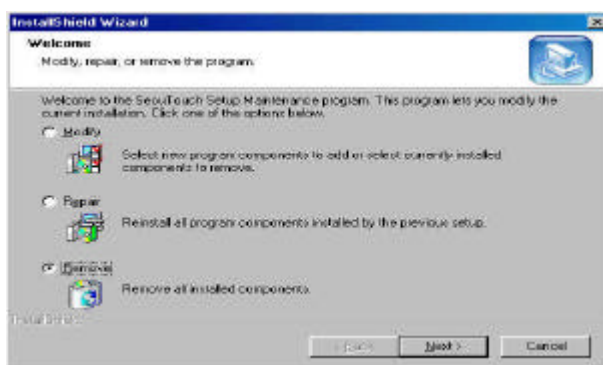 InstallShield Wizard
Welcome
Modify, repair, or remove the program.
Welcome to the SecuiTouch Setup Maintenance program. This program lets you modify the
current installation. Click one of the options below.
Modify
Select new program components to add or select currently installed
components to remove.
Repair
Reinstall all program components installed by the previous setup.
Remove
Remove all installed components.
InstallShield
< Back
Next >
Cancel